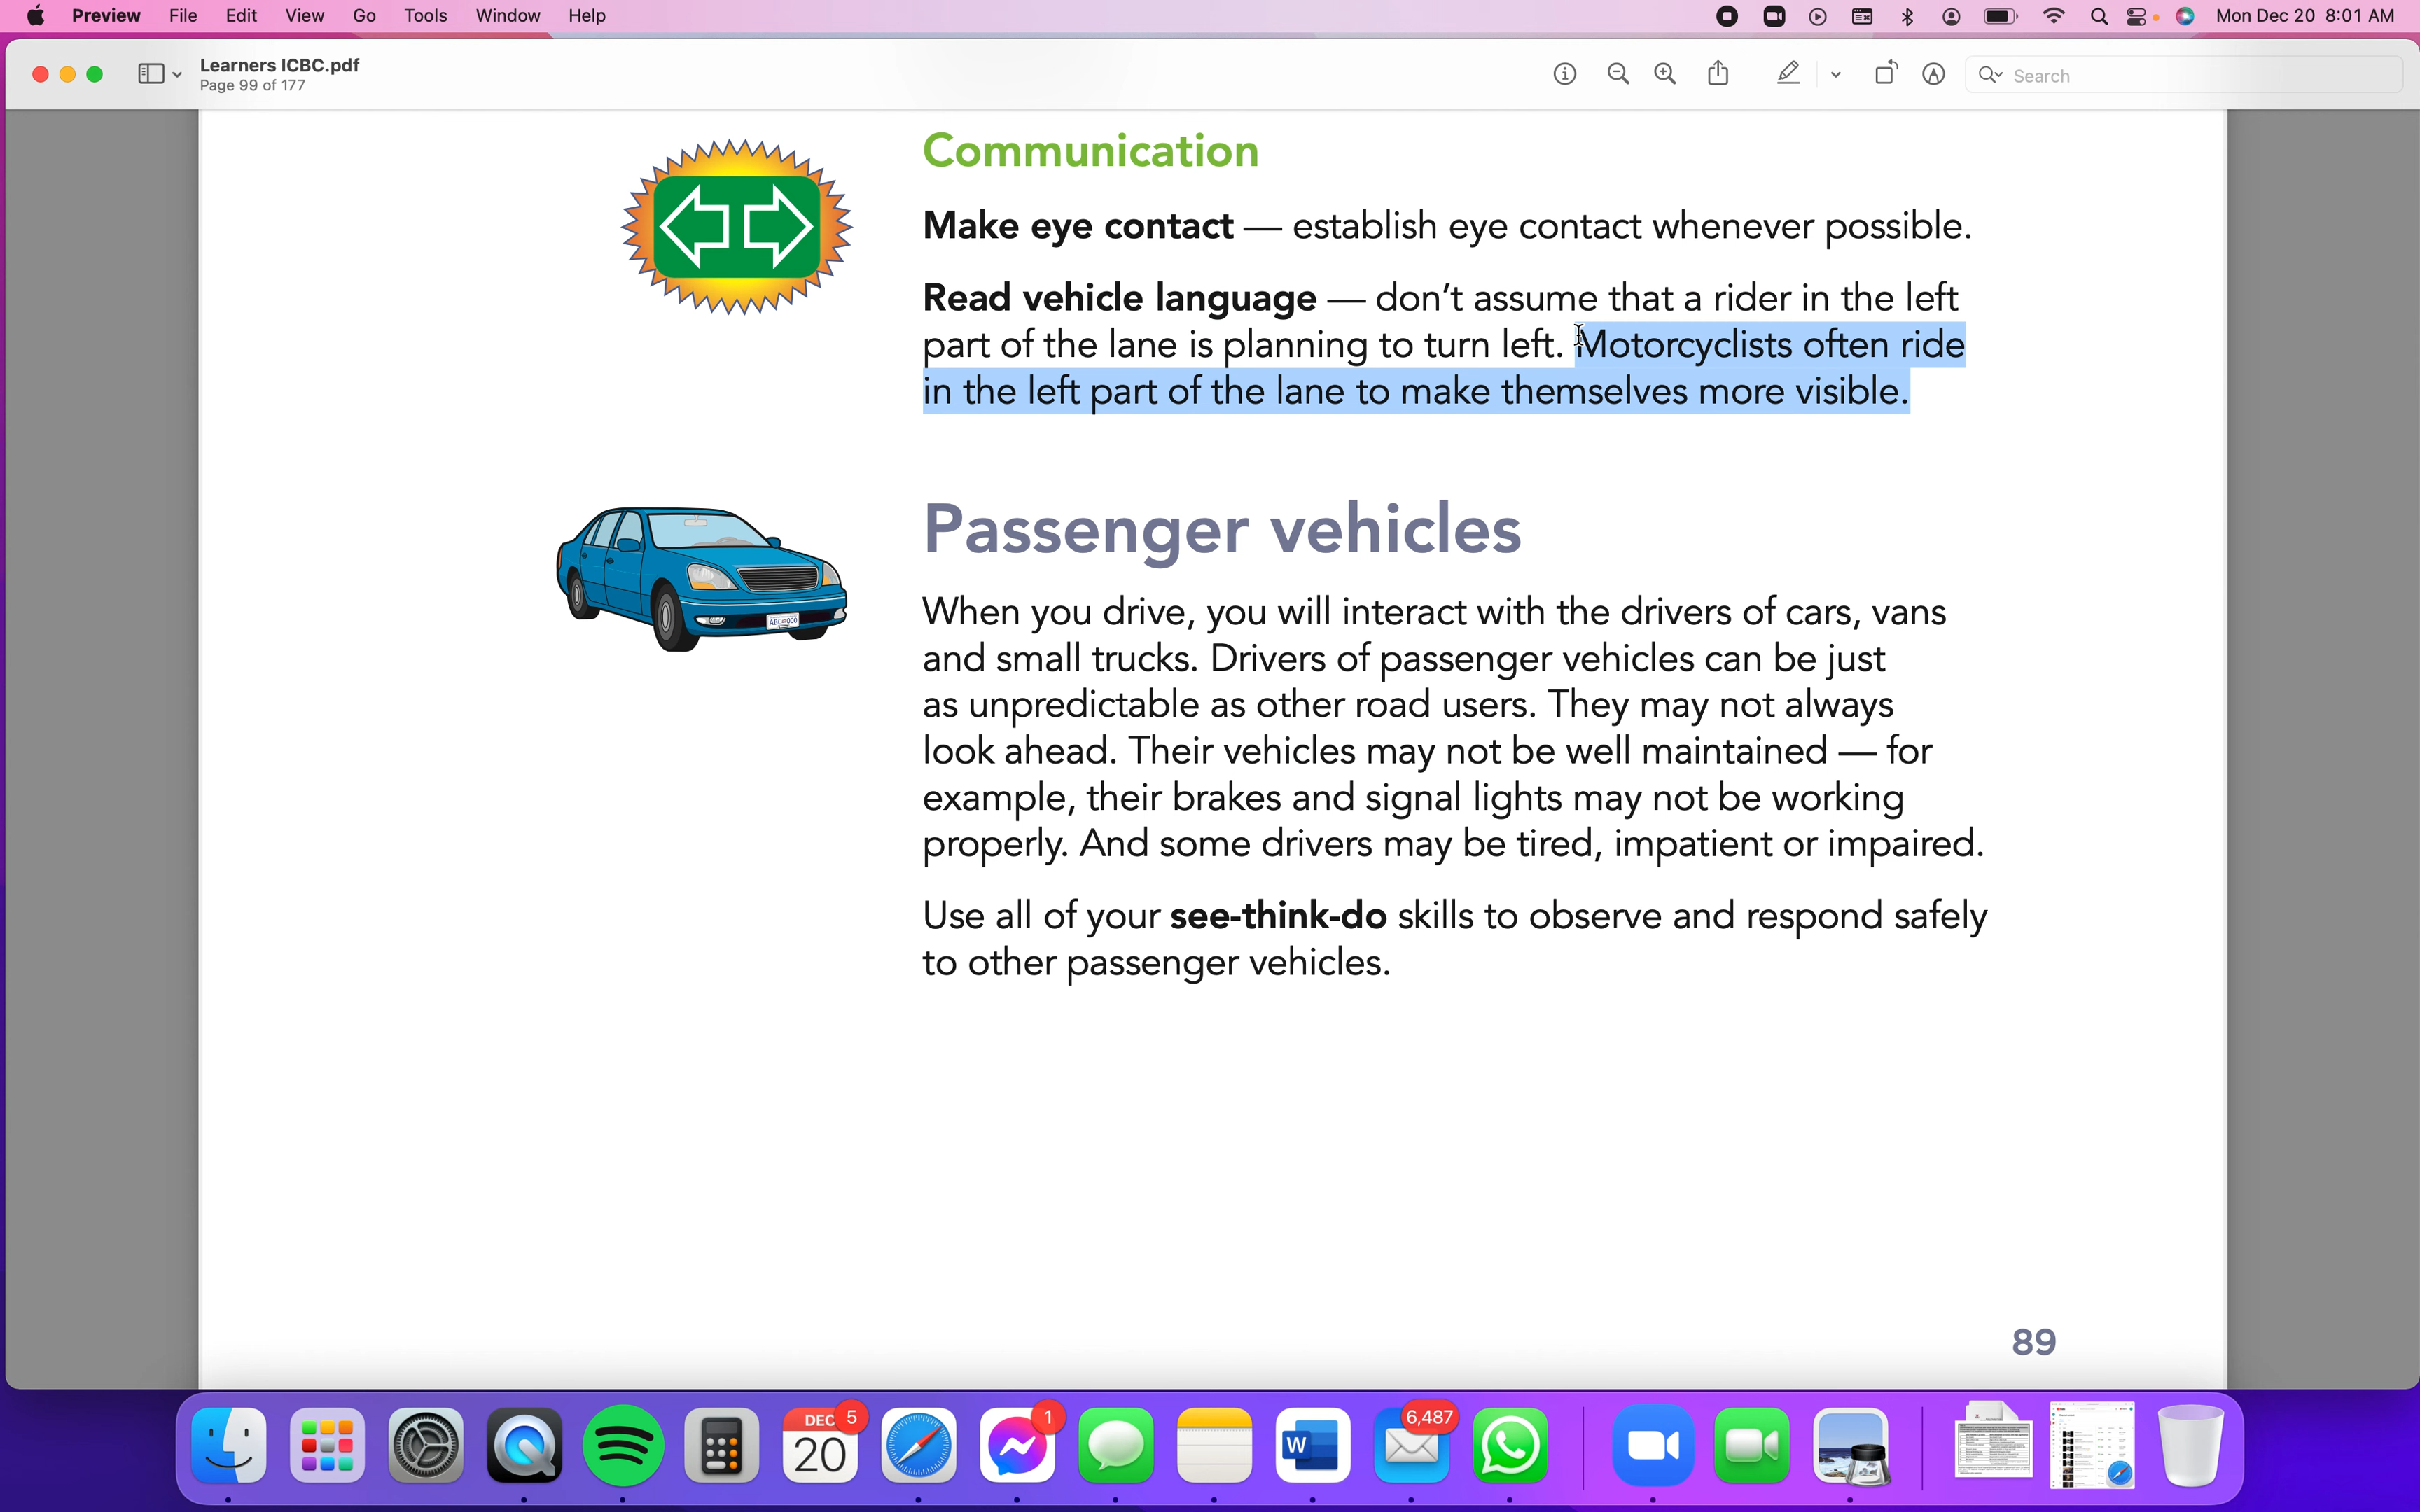 Preview File Edit View Go Tools Window Help Mon Dec 20 8:01 AM
Learners ICBC.pdf
Page 99 of 177
Search
Communication
Make eye contact — establish eye contact whenever possible.
Read vehicle language — don’t assume that a rider in the left
part of the lane is planning to turn left. Motorcyclists often ride
in the left part of the lane to make themselves more visible.
Passenger vehicles
When you drive, you will interact with the drivers of cars, vans
and small trucks. Drivers of passenger vehicles can be just
as unpredictable as other road users. They may not always
look ahead. Their vehicles may not be well maintained — for
example, their brakes and signal lights may not be working
properly. And some drivers may be tired, impatient or impaired.
Use all of your see-think-do skills to observe and respond safely
to other passenger vehicles.
ABC 000
89
DEC 5
20
1
W
6,487